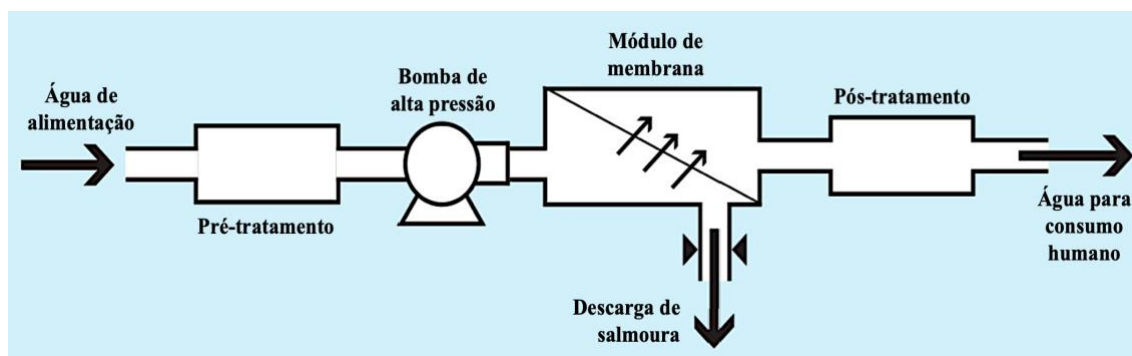 Água de
alimentação
Pré-tratamento
Bomba de
alta pressão
Módulo de
membrana
Descarga de
salmoura
Pós-tratamento
Água para
consumo
humano